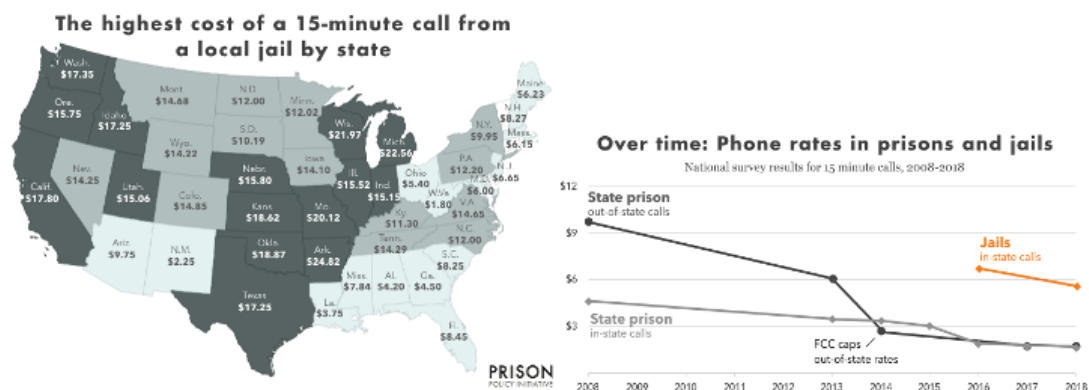 The highest cost of a 15-minute call from
a local jail by state
Wash.
$17.35
Ore.
$15.75
Idaho
$17.25
Mont.
$14.68
N.D.
$12.00
Minn.
$12.02
S.D.
$10.19
Wyo.
$14.22
Nev.
$14.25
Calif.
$17.80
Utah.
$15.06
Colo.
$14.85
Nebr.
$15.80
Iowa
$14.10
Wis.
$21.97
Mich.
$22.56
Ill.
$15.52
Ind.
$15.15
Ohio
$5.40
P.A.
$12.20
N.Y.
$9.95
Maine
$6.23
N.H.
$8.27
Mass.
$6.15
N.J.
$6.65
M.D.
$6.00
W.Va.
$1.80
V.A.
$14.65
Kans.
$18.62
Mo.
$20.12
Ky.
$11.30
Tenn.
$14.29
N.C.
$12.00
S.C.
$8.25
Ariz.
$9.75
N.M.
$2.25
Okla.
$18.87
Ark.
$24.82
Texas
$17.25
La.
$3.75
Miss.
$7.84
Al.
$4.20
Ga.
$4.50
Fl.
$8.45
PRISON
POLICY INITIATIVE
Over time: Phone rates in prisons and jails
National survey results for 15 minute calls, 2008-2018
$12
$9
$6
$3
State prison
out-of-state calls
State prison
in-state calls
Jails
in-state calls
FCC caps
out-of-state rates
2008 2009 2010 2011 2012 2013 2014 2015 2016 2017 2018